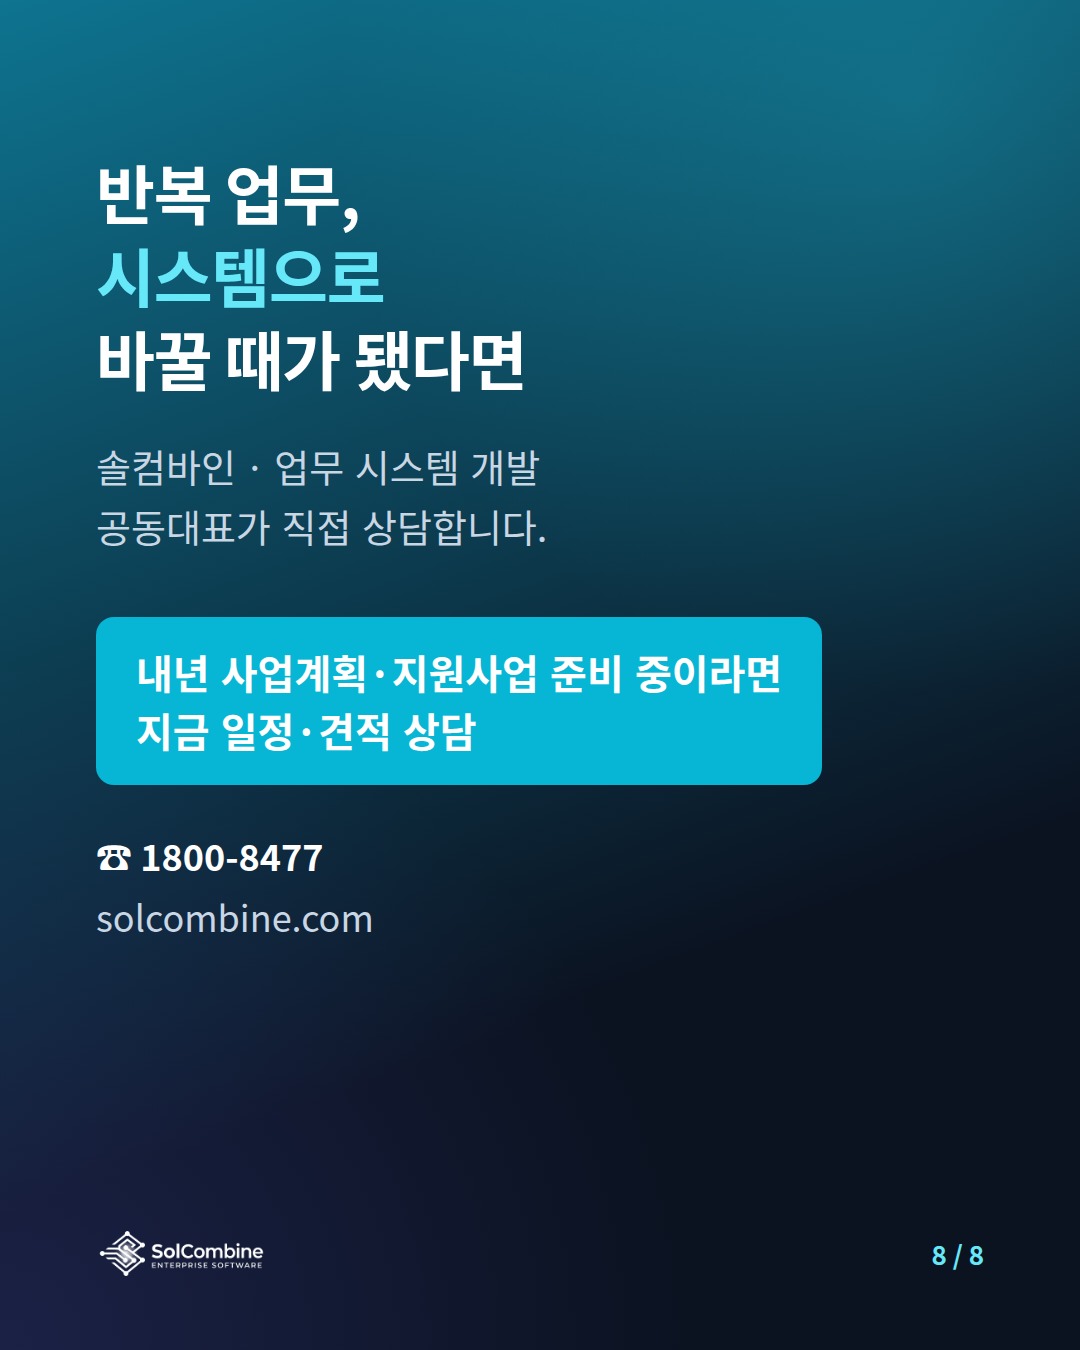 반복 업무,
시스템으로
바꿀 때가 됐다면
솔컴바인 · 업무 시스템 개발
공동대표가 직접 상담합니다.
내년 사업계획·지원사업 준비 중이라면
지금 일정·견적 상담
☎ 1800-8477
solcombine.com
SolCombine
ENTERPRISE SOFTWARE
8 / 8